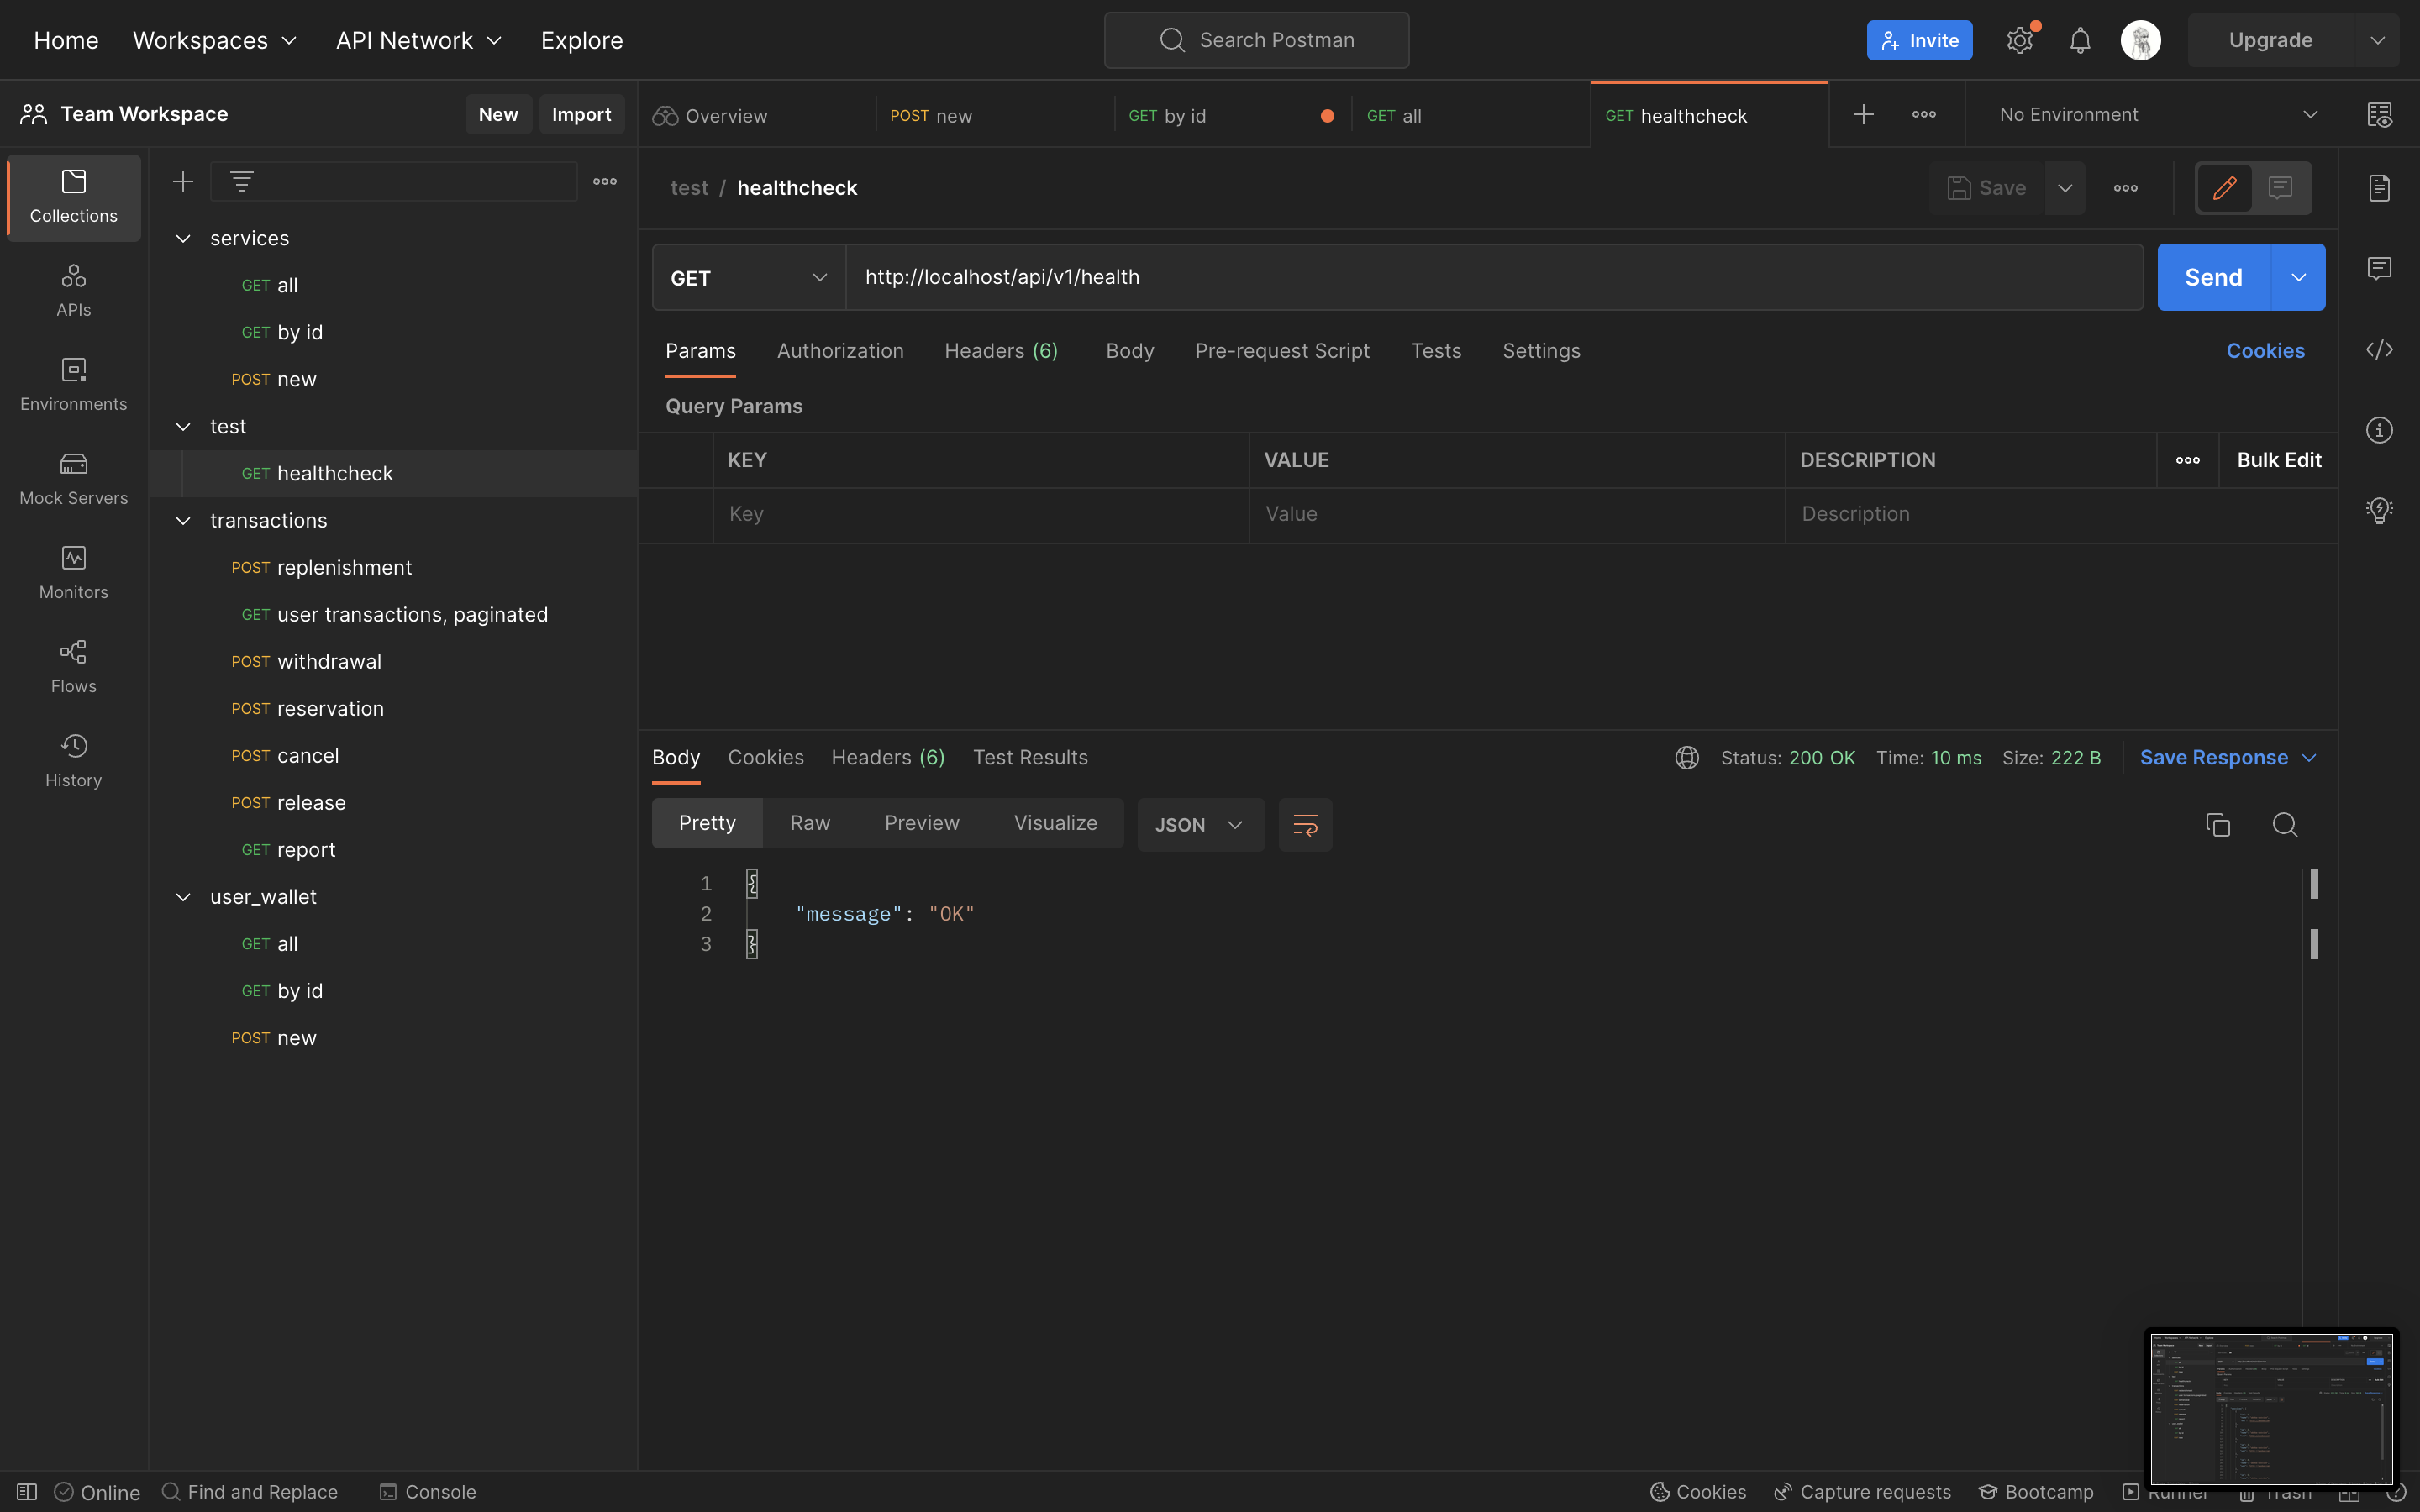 Home Workspaces API Network Explore Search Postman Invite Upgrade
Team Workspace New Import
Overview POST new GET by id GET all GET healthcheck No Environment
Collections
APIs
Environments
Mock Servers
Monitors
Flows
History
services
GET all
GET by id
POST new
test
GET healthcheck
transactions
POST replenishment
GET user transactions, paginated
POST withdrawal
POST reservation
POST cancel
POST release
GET report
user_wallet
GET all
GET by id
POST new
test / healthcheck Save
GET http://localhost/api/v1/health Send
Params Authorization Headers (6) Body Pre-request Script Tests Settings Cookies
Query Params
KEY VALUE DESCRIPTION Bulk Edit
Key Value Description
Body Cookies Headers (6) Test Results Status: 200 OK Time: 10 ms Size: 222 B Save Response
Pretty Raw Preview Visualize JSON
1 {
2 "message": "OK"
3 }
Online Find and Replace Console Cookies Capture requests Bootcamp Runner Trash